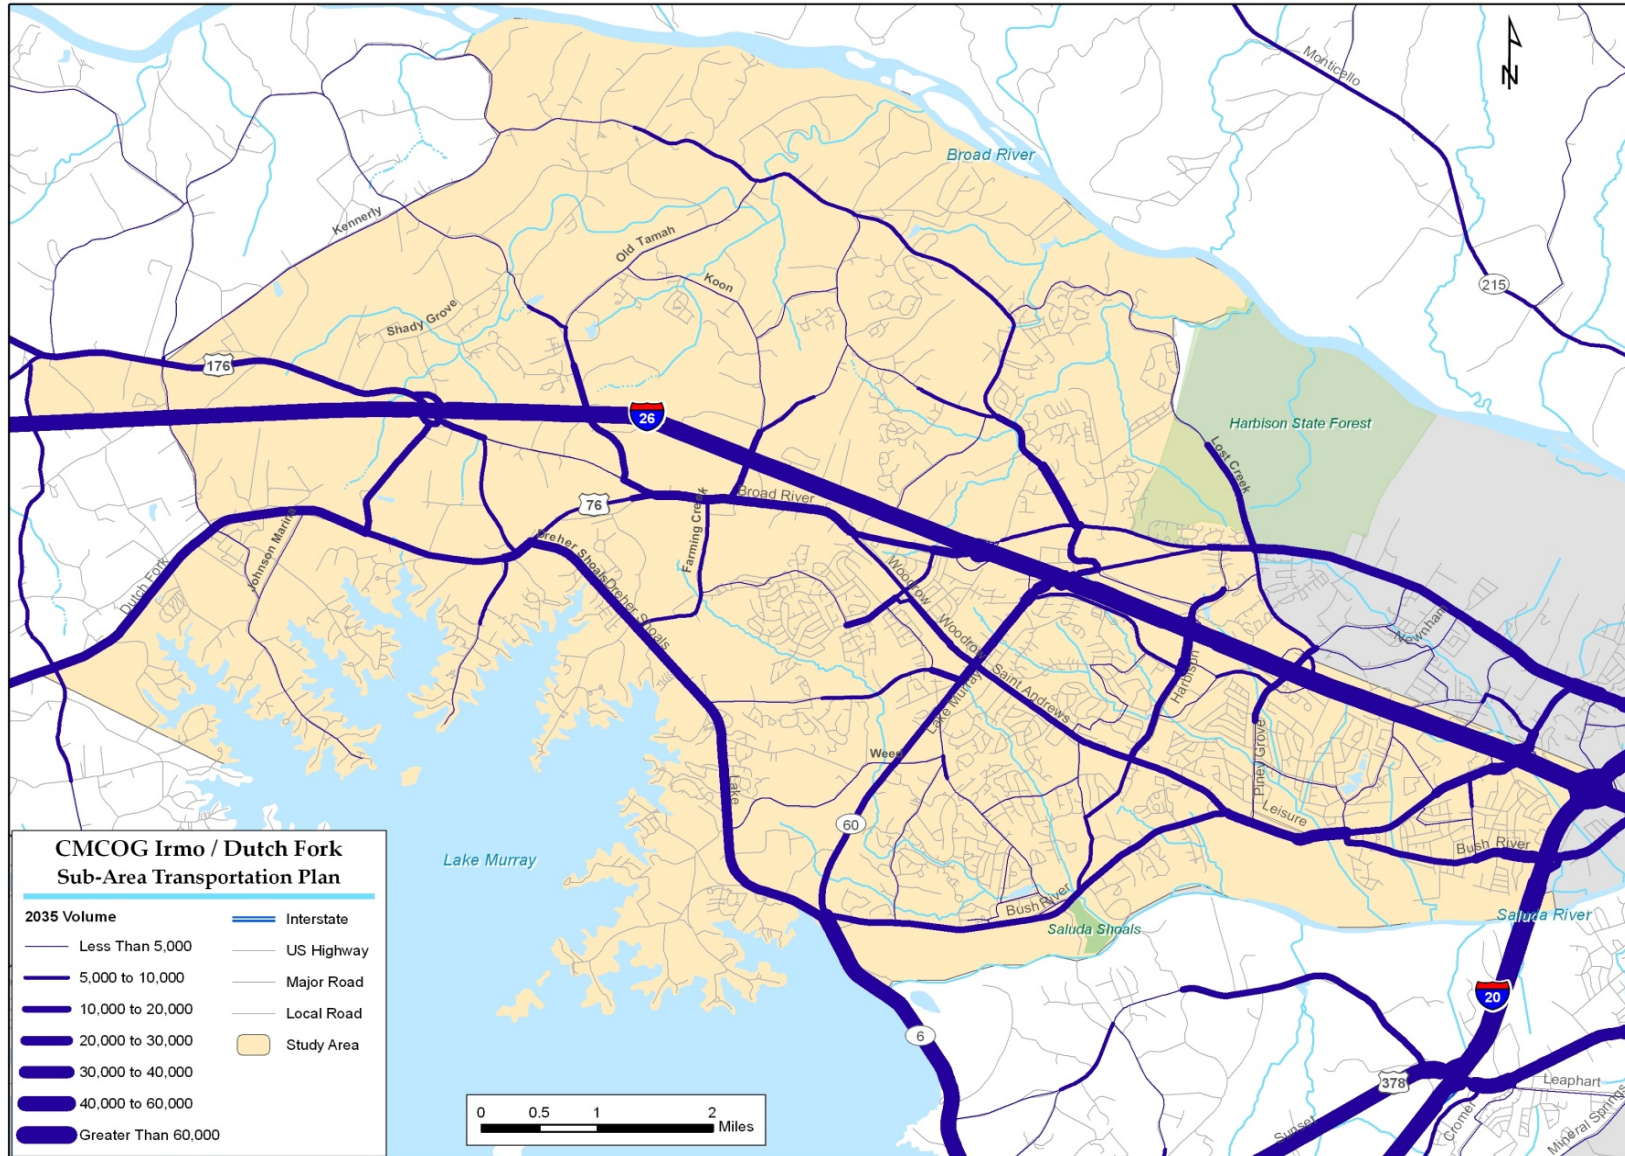 Monticello
N
Broad River
215
Kennerly
Old Tamah
Koon
Shady Grove
176
26
Harbison State Forest
Lost Creek
76
Broad River
Farming Creek
Johnson Marina
Dreher Shoals
Dreher Shoals
Dutch Fork
Woodrow
Woodrow
Newnham
Harbison
Saint Andrews
Lake Murray
Weed
Piney Grove
Lake
Leisure
60
Bush River
Lake Murray
Bush River
Saluda River
Saluda Shoals
20
6
378
Leaphart
Sunset
Cromer
Mineral Springs
CMCOG Irmo / Dutch Fork
Sub-Area Transportation Plan
2035 Volume
Less Than 5,000
5,000 to 10,000
10,000 to 20,000
20,000 to 30,000
30,000 to 40,000
40,000 to 60,000
Greater Than 60,000
Interstate
US Highway
Major Road
Local Road
Study Area
0 0.5 1 2
Miles